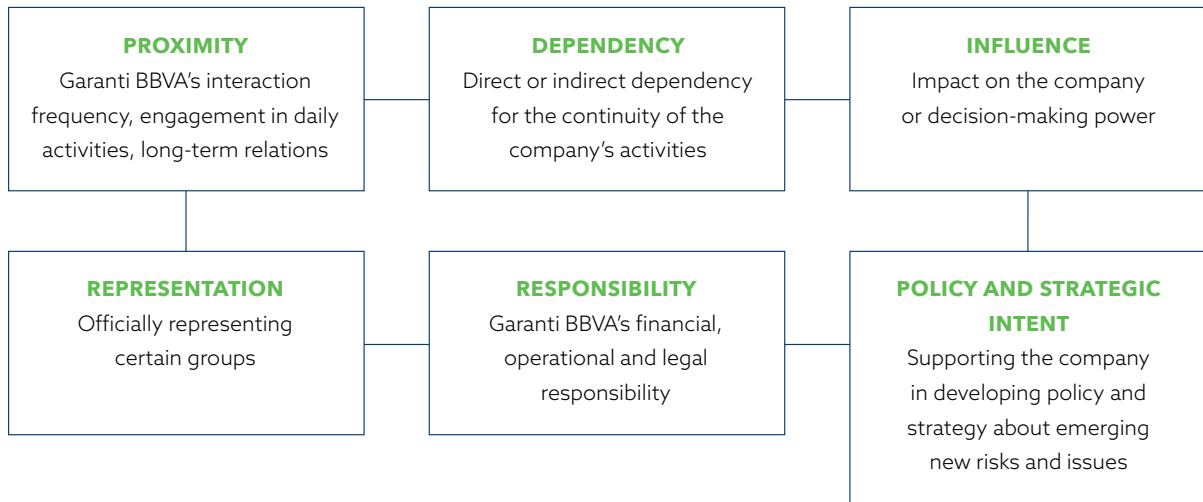 PROXIMITY
Garanti BBVA’s interaction
frequency, engagement in daily
activities, long-term relations
DEPENDENCY
Direct or indirect dependency
for the continuity of the
company’s activities
INFLUENCE
Impact on the company
or decision-making power
REPRESENTATION
Officially representing
certain groups
RESPONSIBILITY
Garanti BBVA’s financial,
operational and legal
responsibility
POLICY AND STRATEGIC
INTENT
Supporting the company
in developing policy and
strategy about emerging
new risks and issues